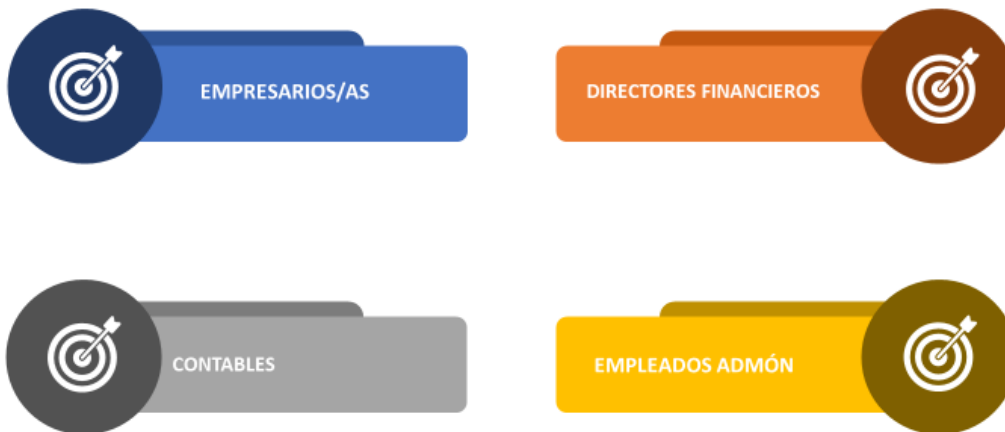 EMPRESARIOS/AS
DIRECTORES FINANCIEROS
CONTABLES
EMPLEADOS ADMÓN